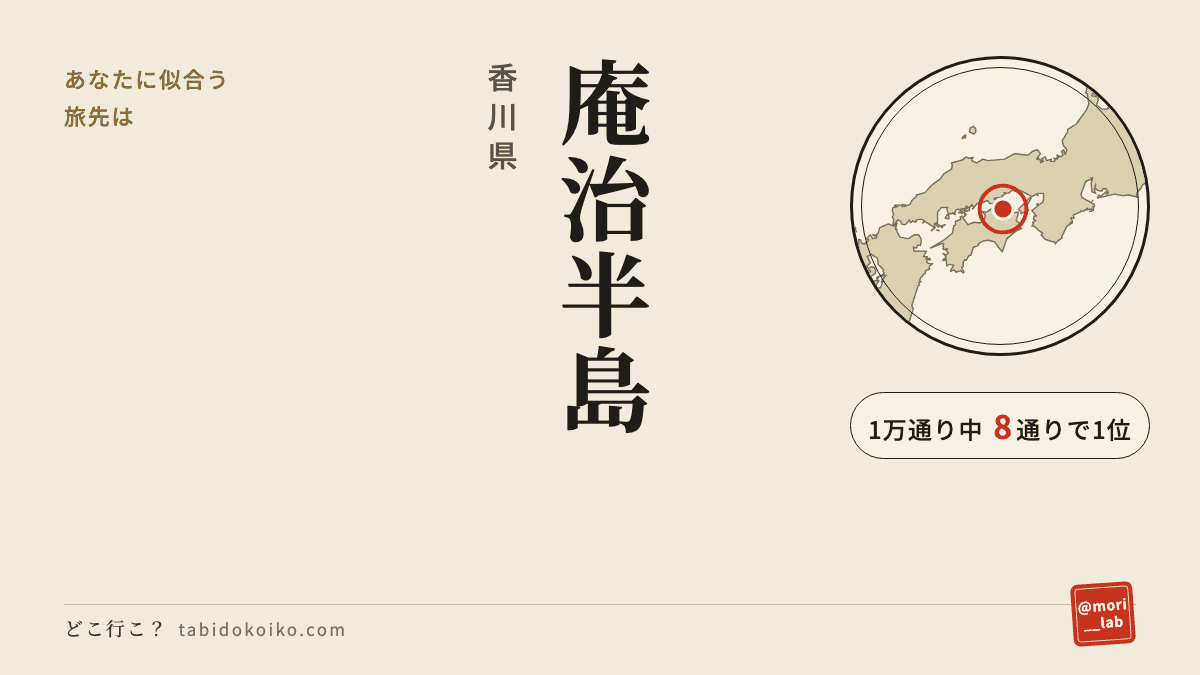 あなたに似合う
旅先は
庵治半島
香川県
1万通り中 8通りで1位
どこ行こ？ tabidokoiko.com
@mori
__lab